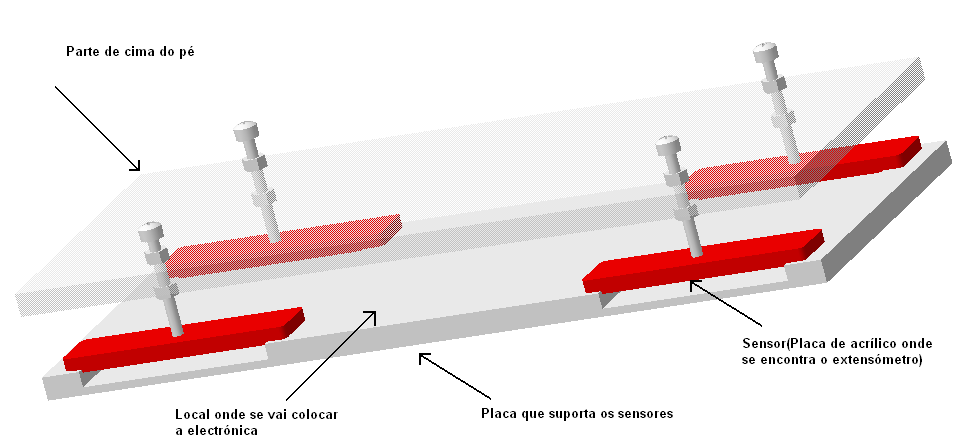 Parte de cima do pé
Sensor(Placa de acrílico onde
se encontra o extensómetro)
Local onde se vai colocar
a electrónica
Placa que suporta os sensores